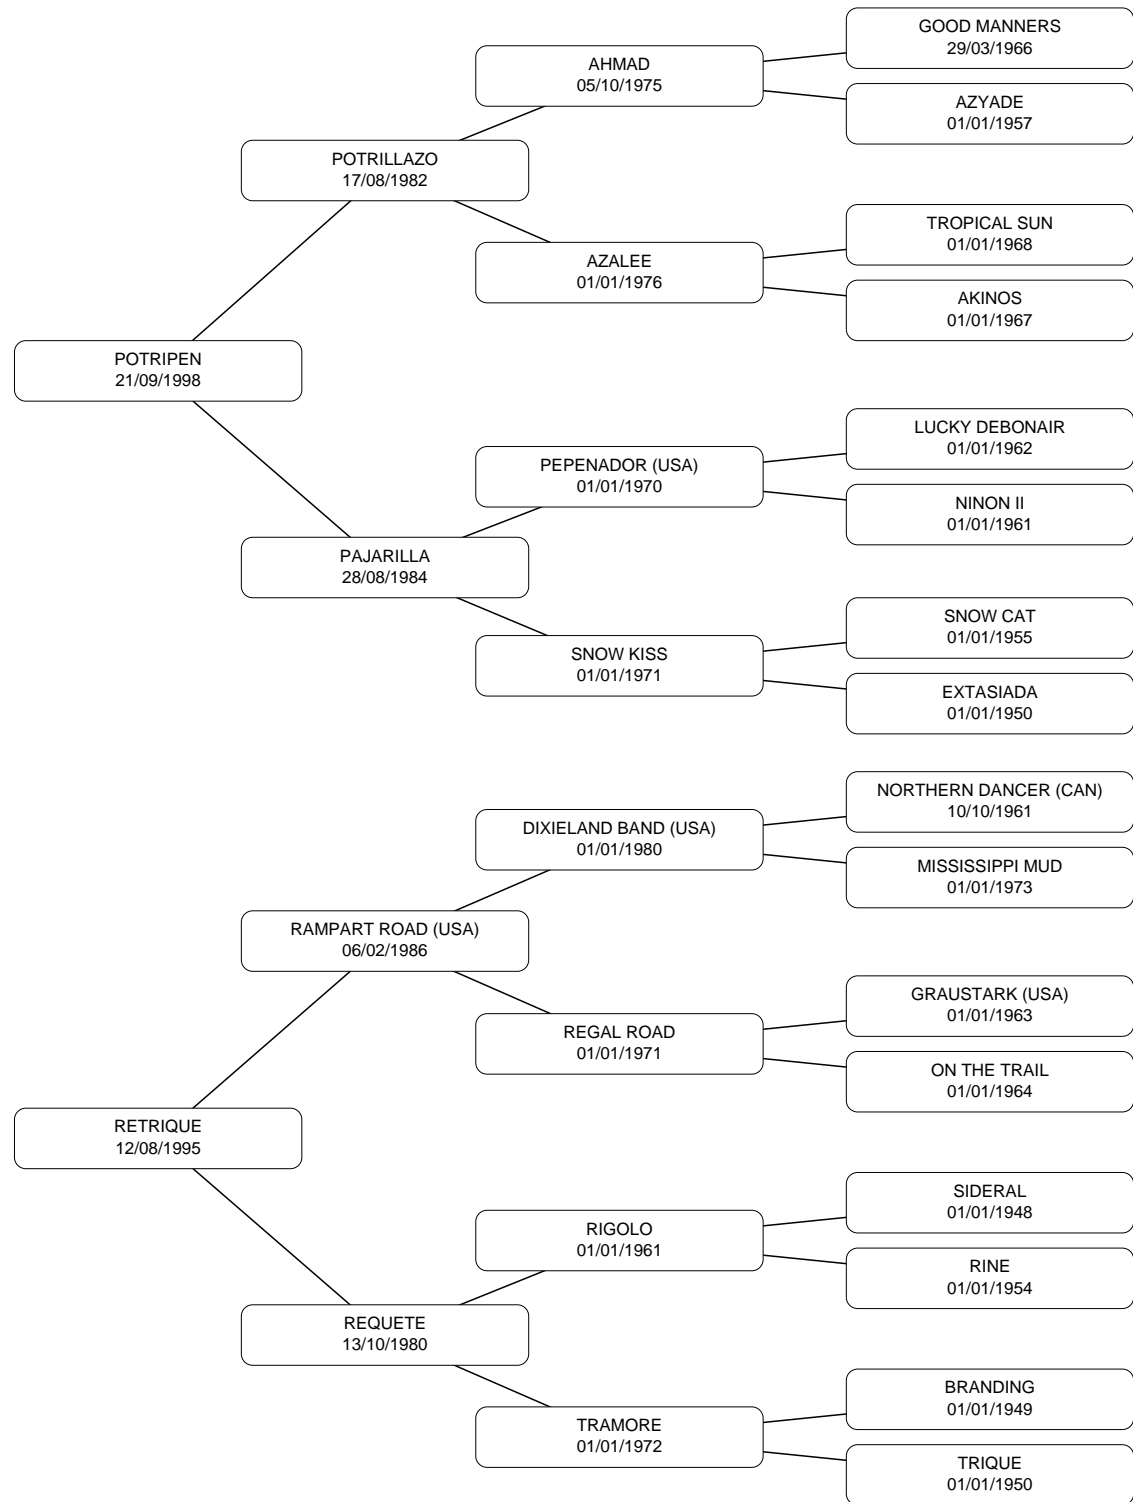 GOOD MANNERS
29/03/1966
AHMAD
05/10/1975
AZYADE
01/01/1957
POTRILLAZO
17/08/1982
TROPICAL SUN
01/01/1968
AZALEE
01/01/1976
AKINOS
01/01/1967
POTRIPEN
21/09/1998
LUCKY DEBONAIR
01/01/1962
PEPENADOR (USA)
01/01/1970
NINON II
01/01/1961
PAJARILLA
28/08/1984
SNOW CAT
01/01/1955
SNOW KISS
01/01/1971
EXTASIADA
01/01/1950
NORTHERN DANCER (CAN)
10/10/1961
DIXIELAND BAND (USA)
01/01/1980
MISSISSIPPI MUD
01/01/1973
RAMPART ROAD (USA)
06/02/1986
GRAUSTARK (USA)
01/01/1963
REGAL ROAD
01/01/1971
ON THE TRAIL
01/01/1964
RETRIQUE
12/08/1995
SIDERAL
01/01/1948
RIGOLO
01/01/1961
RINE
01/01/1954
REQUETE
13/10/1980
BRANDING
01/01/1949
TRAMORE
01/01/1972
TRIQUE
01/01/1950